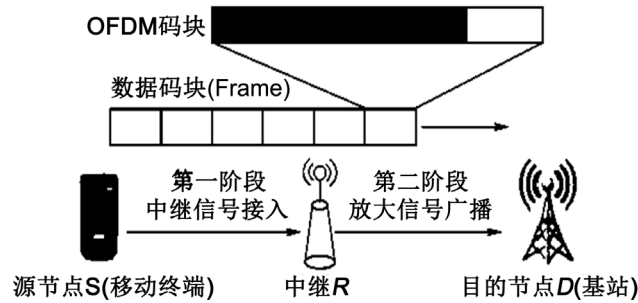 OFDM码块
数据码块(Frame)
第一阶段
中继信号接入
第二阶段
放大信号广播
源节点S(移动终端)
中继R
目的节点D(基站)